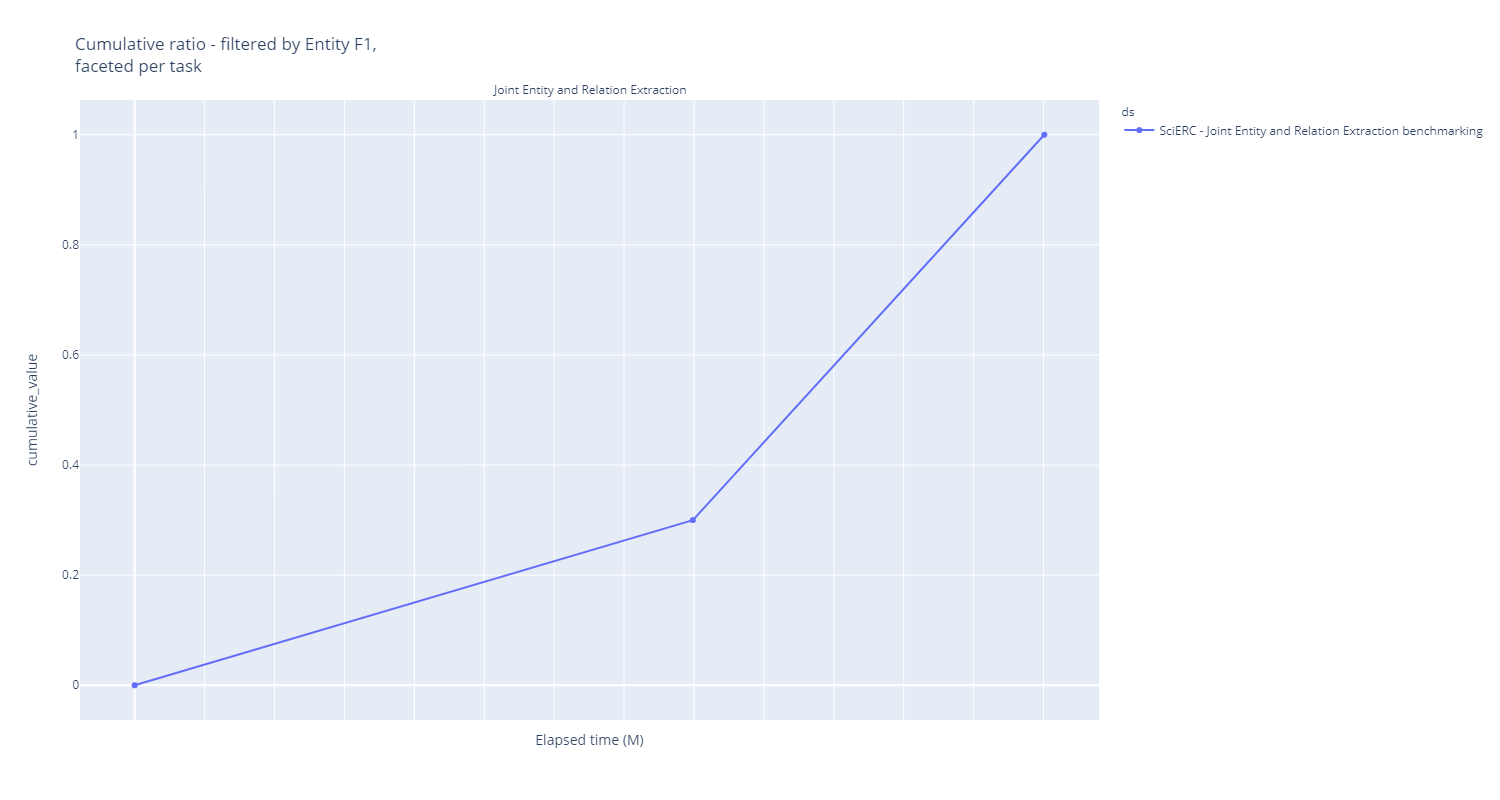 Cumulative ratio - filtered by Entity F1,
faceted per task
Joint Entity and Relation Extraction
ds
SciERC - Joint Entity and Relation Extraction benchmarking
1
0.8
0.6
0.4
0.2
0
cumulative_value
Elapsed time (M)